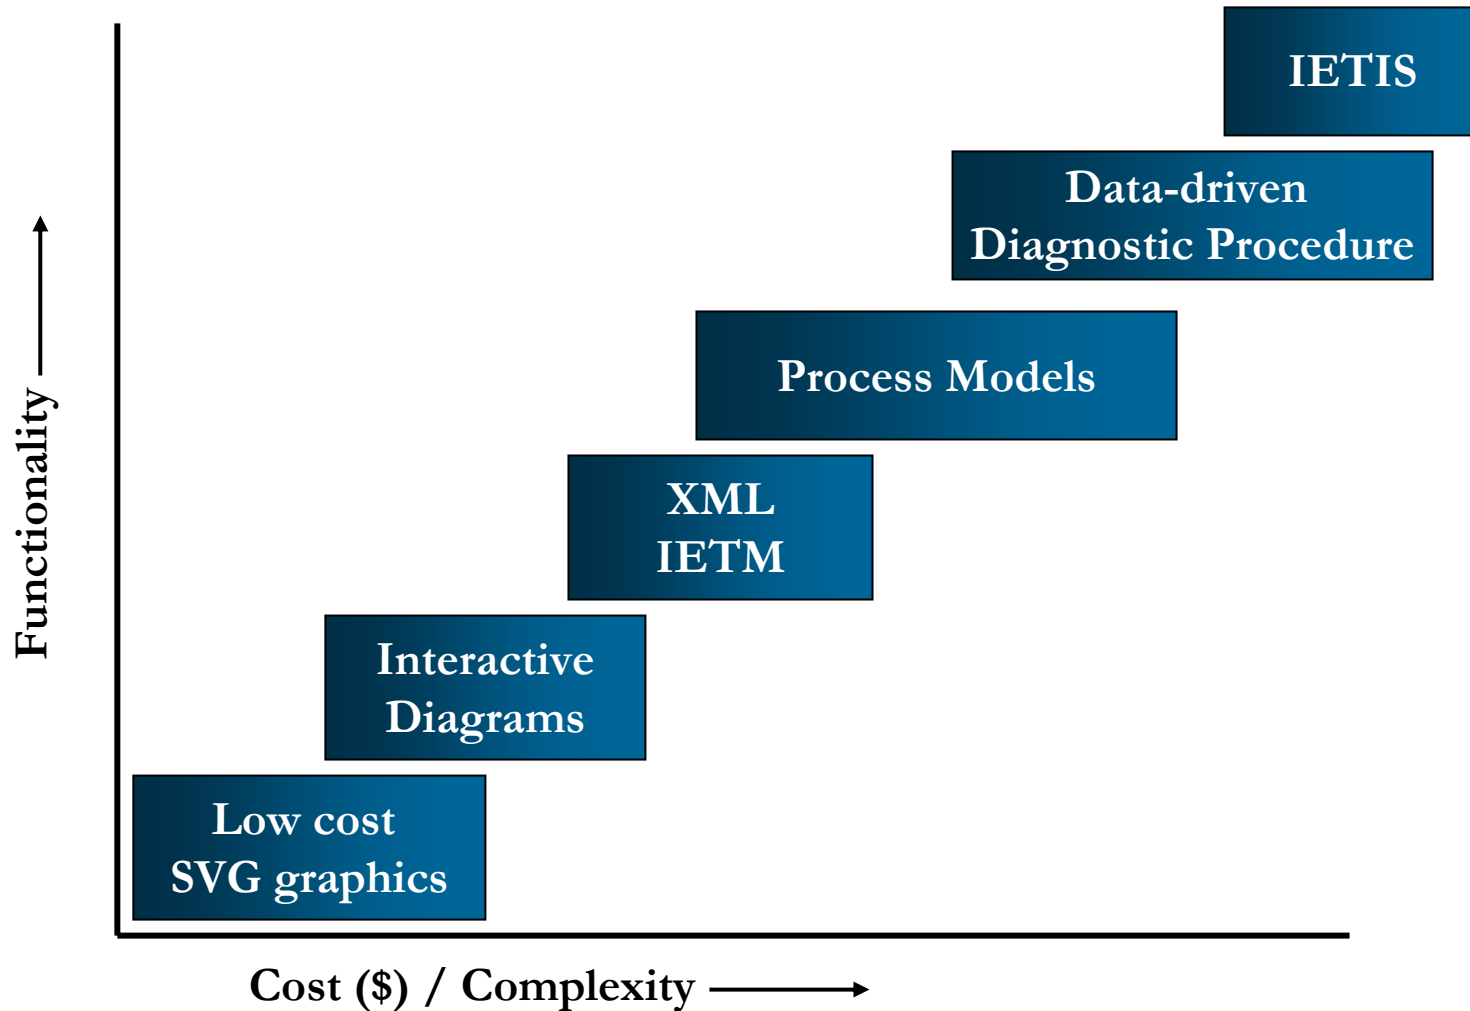 IETIS
Data-driven
Diagnostic Procedure
Process Models
XML
IETM
Interactive
Diagrams
Low cost
SVG graphics
Functionality
Cost ($) / Complexity